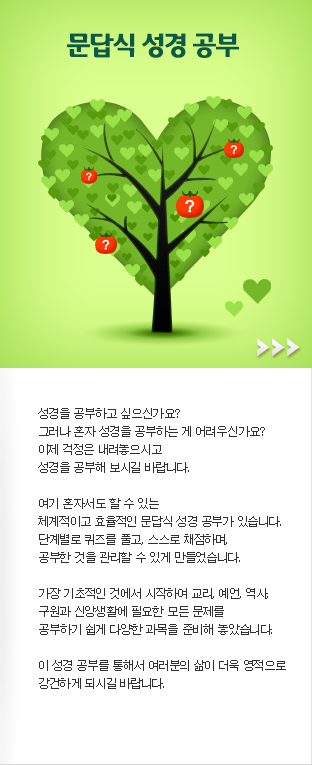 문답식 성경 공부
?
?
?
?
성경을 공부하고 싶으신가요?
그러나 혼자 성경을 공부하는 게 어려우신가요?
이제 걱정은 내려놓으시고
성경을 공부해 보시길 바랍니다.
여기 혼자서도 할 수 있는
체계적이고 효율적인 문답식 성경 공부가 있습니다.
단계별로 퀴즈를 풀고, 스스로 채점하며,
공부한 것을 관리할 수 있게 만들었습니다.
가장 기초적인 것에서 시작하여 교리, 예언, 역사,
구원과 신앙생활에 필요한 모든 문제를
공부하기 쉽게 다양한 과목을 준비해 놓았습니다.
이 성경 공부를 통해서 여러분의 삶이 더욱 영적으로
강건하게 되시길 바랍니다.